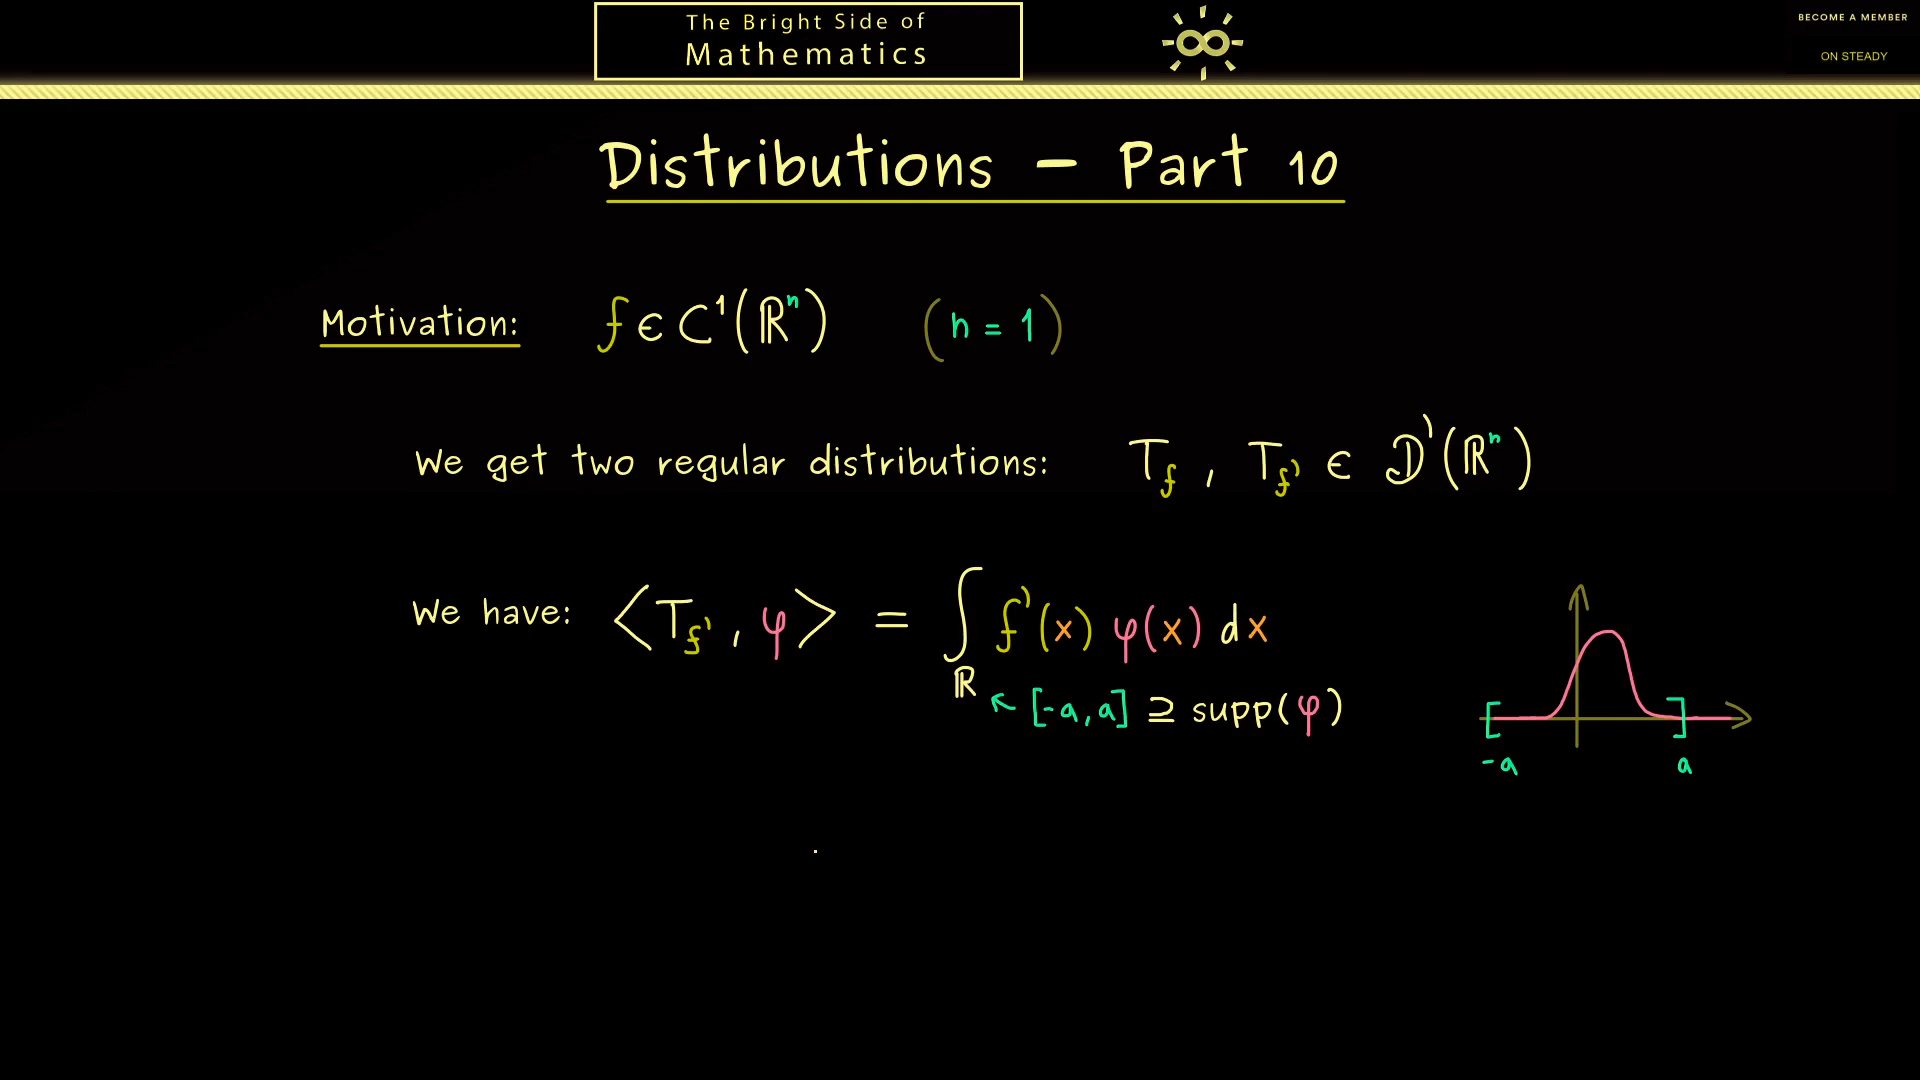 The Bright Side of
Mathematics
BECOME A MEMBER
ON STEADY
Distributions – Part 10
Motivation: f ∈ C¹(ℝⁿ) (n = 1)
We get two regular distributions: T_f , T_f' ∈ 𝒟'(ℝⁿ)
We have: ⟨T_f' , φ⟩ = ∫_ℝ f'(x) φ(x) dx
↖ [-a, a] ⊇ supp(φ)
[ ]
-a a